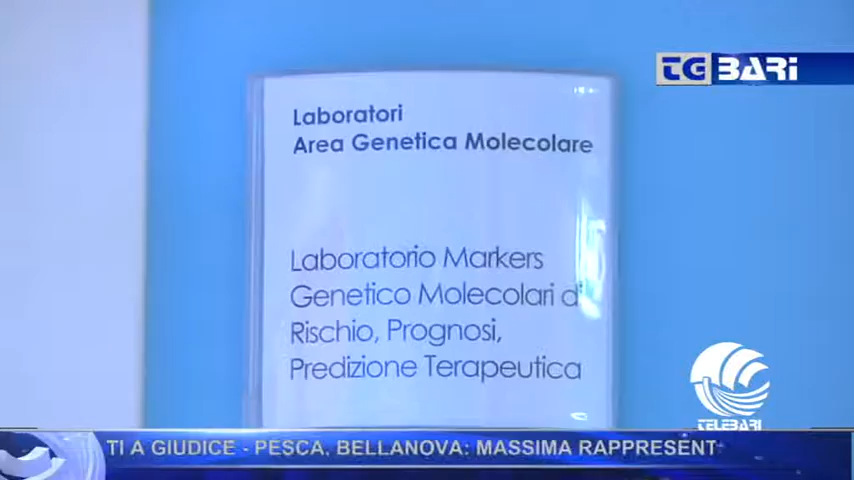 TG BARI
Laboratori
Area Genetica Molecolare
Laboratorio Markers
Genetico Molecolari di
Rischio, Prognosi,
Predizione Terapeutica
TELEBARI
TI A GIUDICE - PESCA, BELLANOVA: MASSIMA RAPPRESENT